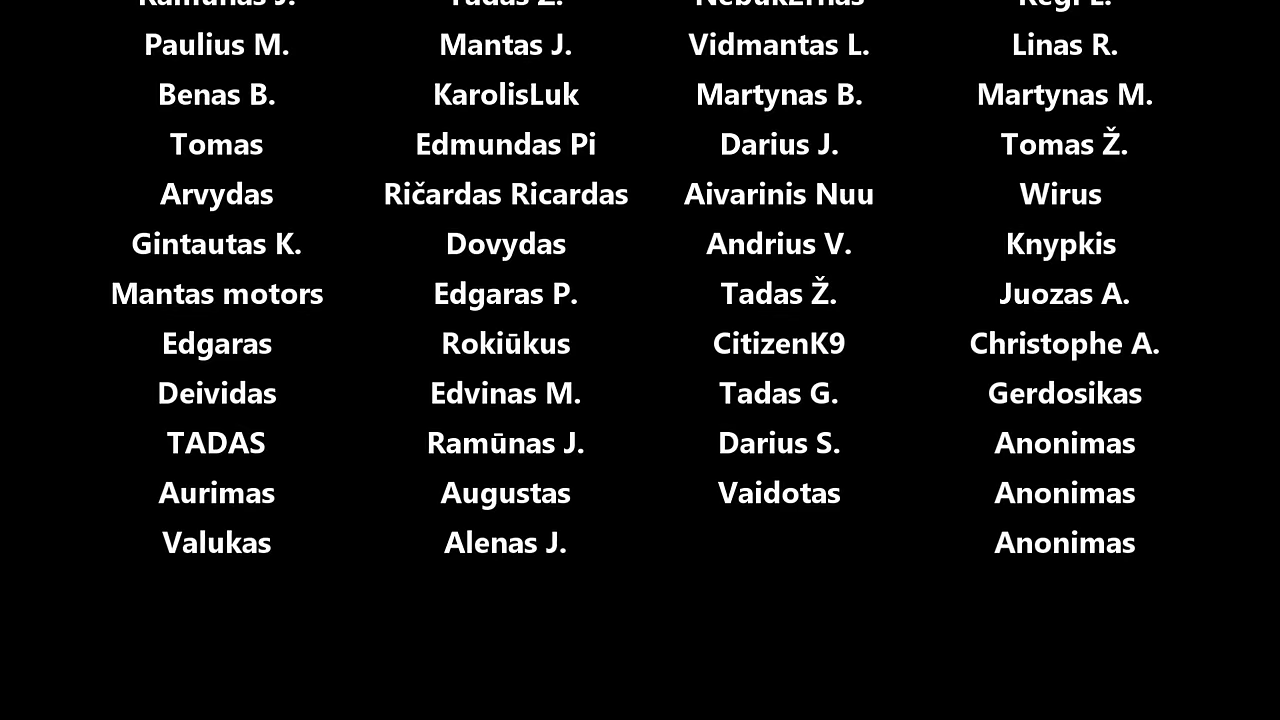 Paulius M. Mantas J. Vidmantas L. Linas R.
Benas B. KarolisLuk Martynas B. Martynas M.
Tomas Edmundas Pi Darius J. Tomas Ž.
Arvydas Ričardas Ricardas Aivarinis Nuu Wirus
Gintautas K. Dovydas Andrius V. Knypkis
Mantas motors Edgaras P. Tadas Ž. Juozas A.
Edgaras Rokiūkus CitizenK9 Christophe A.
Deividas Edvinas M. Tadas G. Gerdosikas
TADAS Ramūnas J. Darius S. Anonimas
Aurimas Augustas Vaidotas Anonimas
Valukas Alenas J. Anonimas